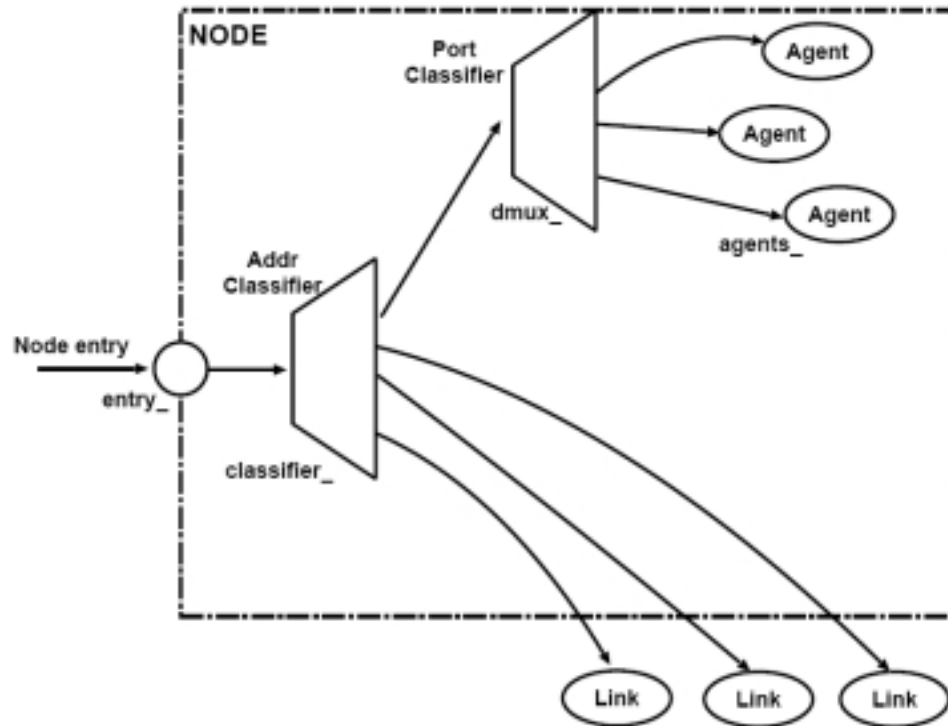 NODE
Port
Classifier
Agent
Agent
Agent
dmux_
agents_
Addr
Classifier
Node entry
entry_
classifier_
Link
Link
Link